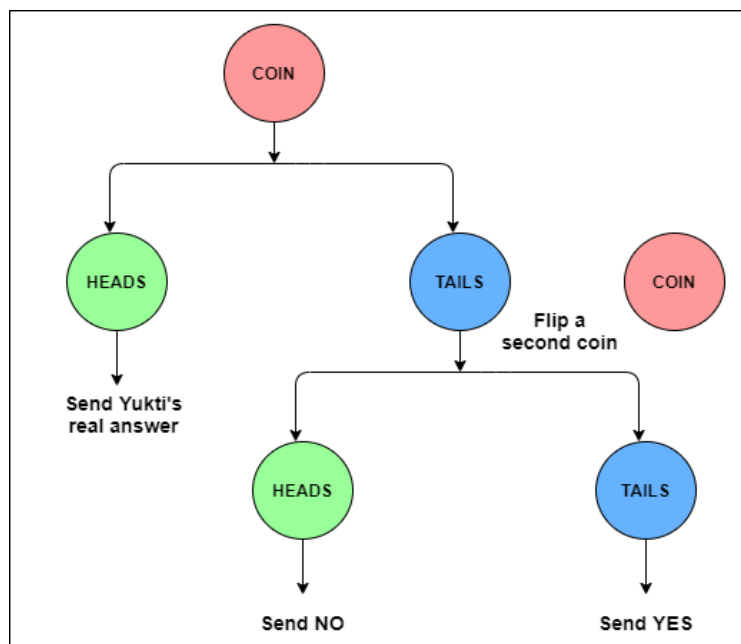 COIN
HEADS
TAILS
COIN
Flip a
second coin
Send Yukti's
real answer
HEADS
TAILS
Send NO
Send YES